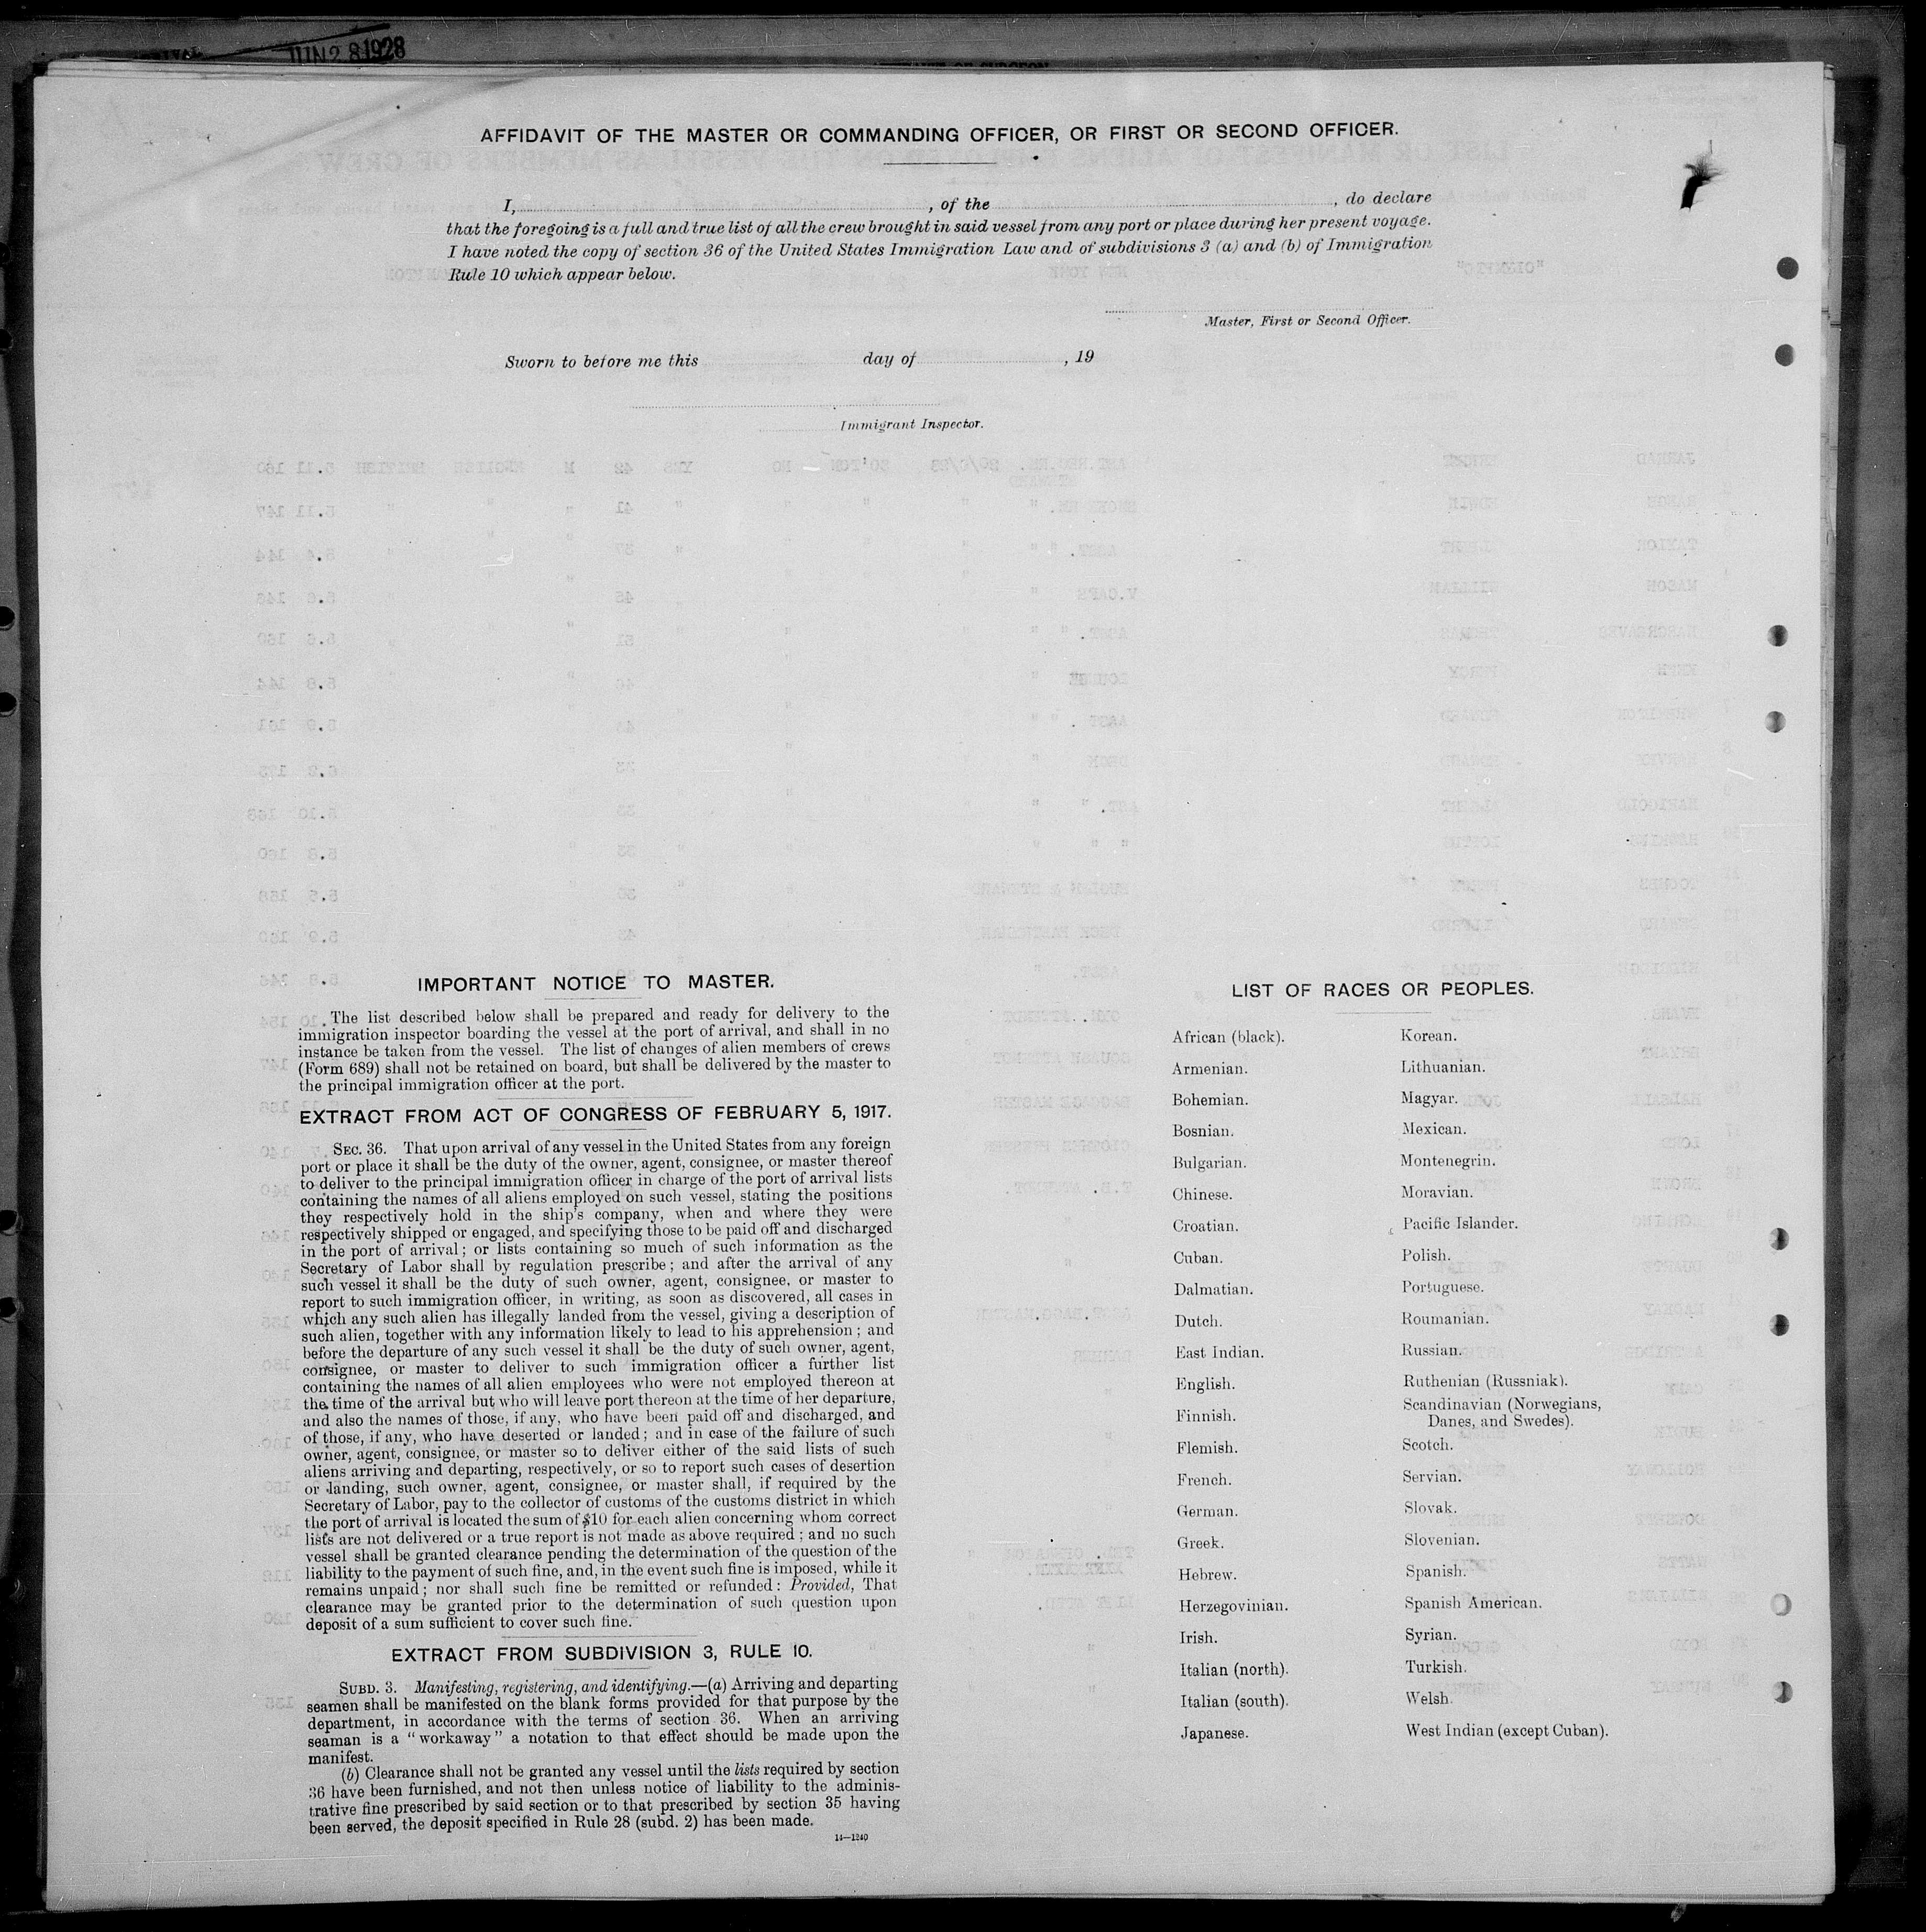 JUN 28 1928
AFFIDAVIT OF THE MASTER OR COMMANDING OFFICER, OR FIRST OR SECOND OFFICER.
I, , of the , do declare
that the foregoing is a full and true list of all the crew brought in said vessel from any port or place during her present voyage.
I have noted the copy of section 36 of the United States Immigration Law and of subdivisions 3 (a) and (b) of Immigration
Rule 10 which appear below.
Master, First or Second Officer.
Sworn to before me this day of , 19
Immigrant Inspector.
IMPORTANT NOTICE TO MASTER.
The list described below shall be prepared and ready for delivery to the
immigration inspector boarding the vessel at the port of arrival, and shall in no
instance be taken from the vessel. The list of changes of alien members of crews
(Form 689) shall not be retained on board, but shall be delivered by the master to
the principal immigration officer at the port.
EXTRACT FROM ACT OF CONGRESS OF FEBRUARY 5, 1917.
SEC. 36. That upon arrival of any vessel in the United States from any foreign
port or place it shall be the duty of the owner, agent, consignee, or master thereof
to deliver to the principal immigration officer in charge of the port of arrival lists
containing the names of all aliens employed on such vessel, stating the positions
they respectively hold in the ship's company, when and where they were
respectively shipped or engaged, and specifying those to be paid off and discharged
in the port of arrival; or lists containing so much of such information as the
Secretary of Labor shall by regulation prescribe; and after the arrival of any
such vessel it shall be the duty of such owner, agent, consignee, or master to
report to such immigration officer, in writing, as soon as discovered, all cases in
which any such alien has illegally landed from the vessel, giving a description of
such alien, together with any information likely to lead to his apprehension; and
before the departure of any such vessel it shall be the duty of such owner, agent,
consignee, or master to deliver to such immigration officer a further list
containing the names of all alien employees who were not employed thereon at
the time of the arrival but who will leave port thereon at the time of her departure,
and also the names of those, if any, who have been paid off and discharged, and
of those, if any, who have deserted or landed; and in case of the failure of such
owner, agent, consignee, or master so to deliver either of the said lists of such
aliens arriving and departing, respectively, or so to report such cases of desertion
or landing, such owner, agent, consignee, or master shall, if required by the
Secretary of Labor, pay to the collector of customs of the customs district in which
the port of arrival is located the sum of $10 for each alien concerning whom correct
lists are not delivered or a true report is not made as above required; and no such
vessel shall be granted clearance pending the determination of the question of the
liability to the payment of such fine, and, in the event such fine is imposed, while it
remains unpaid; nor shall such fine be remitted or refunded: Provided, That
clearance may be granted prior to the determination of such question upon
deposit of a sum sufficient to cover such fine.
EXTRACT FROM SUBDIVISION 3, RULE 10.
SUBD. 3. Manifesting, registering, and identifying.—(a) Arriving and departing
seamen shall be manifested on the blank forms provided for that purpose by the
department, in accordance with the terms of section 36. When an arriving
seaman is a "workaway" a notation to that effect should be made upon the
manifest.
(b) Clearance shall not be granted any vessel until the lists required by section
36 have been furnished, and not then unless notice of liability to the adminis-
trative fine prescribed by said section or to that prescribed by section 35 having
been served, the deposit specified in Rule 28 (subd. 2) has been made.
14—1240
LIST OF RACES OR PEOPLES.
African (black).
Armenian.
Bohemian.
Bosnian.
Bulgarian.
Chinese.
Croatian.
Cuban.
Dalmatian.
Dutch.
East Indian.
English.
Finnish.
Flemish.
French.
German.
Greek.
Hebrew.
Herzegovinian.
Irish.
Italian (north).
Italian (south).
Japanese.
Korean.
Lithuanian.
Magyar.
Mexican.
Montenegrin.
Moravian.
Pacific Islander.
Polish.
Portuguese.
Roumanian.
Russian.
Ruthenian (Russniak).
Scandinavian (Norwegians,
Danes, and Swedes).
Scotch.
Servian.
Slovak.
Slovenian.
Spanish.
Spanish American.
Syrian.
Turkish.
Welsh.
West Indian (except Cuban).